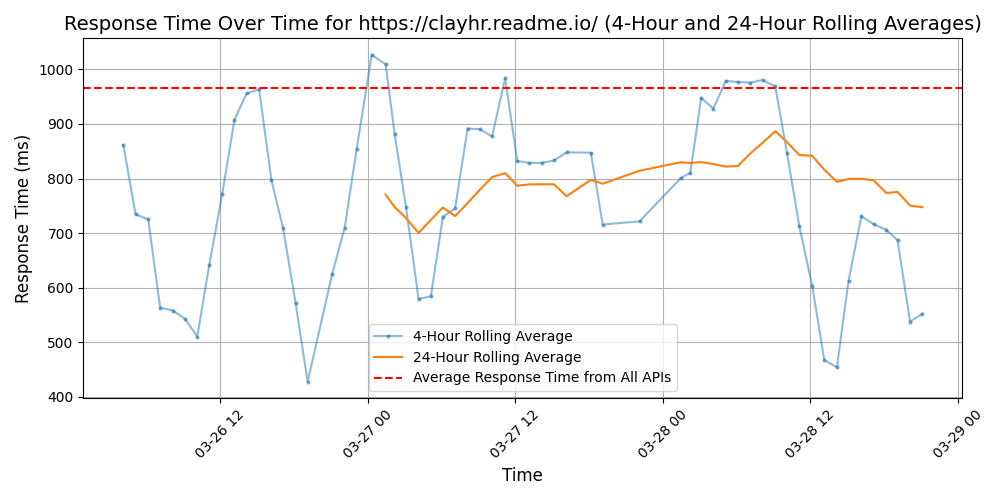 Response Time Over Time for https://clayhr.readme.io/ (4-Hour and 24-Hour Rolling Averages)
Response Time (ms)
1000
900
800
700
600
500
400
4-Hour Rolling Average
24-Hour Rolling Average
Average Response Time from All APIs
03-26 12
03-27 00
03-27 12
03-28 00
03-28 12
03-29 00
Time